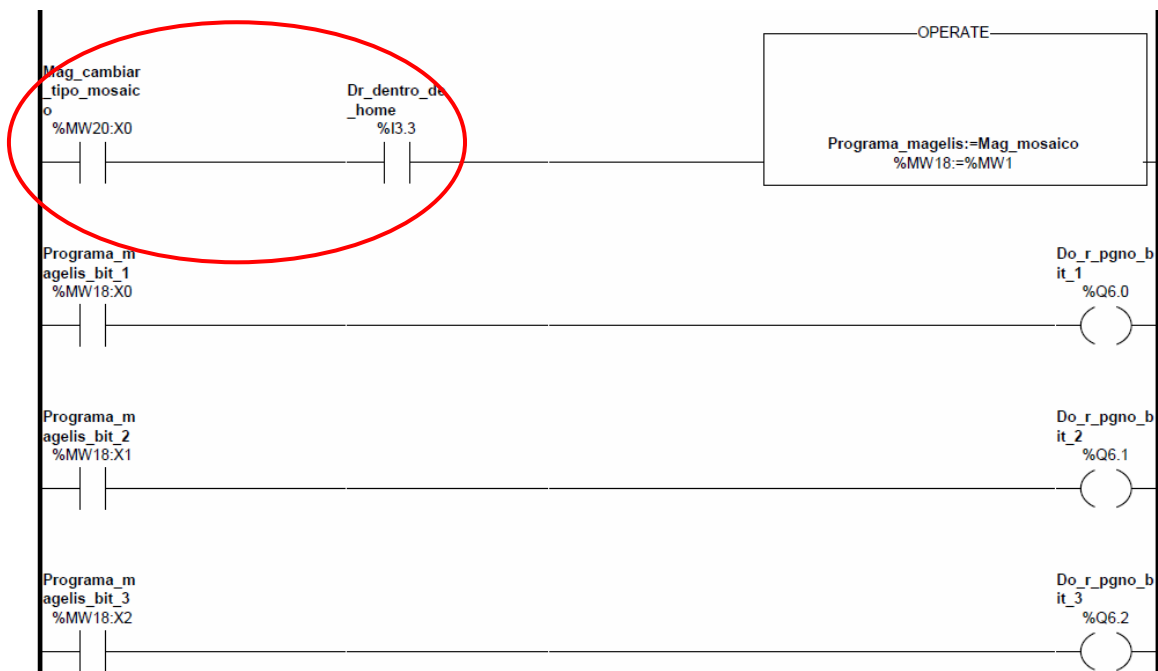 OPERATE
Mag_cambiar
_tipo_mosaic
o
%MW20:X0
Dr_dentro_de
_home
%I3.3
Programa_magelis:=Mag_mosaico
%MW18:=%MW1
Programa_m
agelis_bit_1
%MW18:X0
Do_r_pgno_b
it_1
%Q6.0
Programa_m
agelis_bit_2
%MW18:X1
Do_r_pgno_b
it_2
%Q6.1
Programa_m
agelis_bit_3
%MW18:X2
Do_r_pgno_b
it_3
%Q6.2